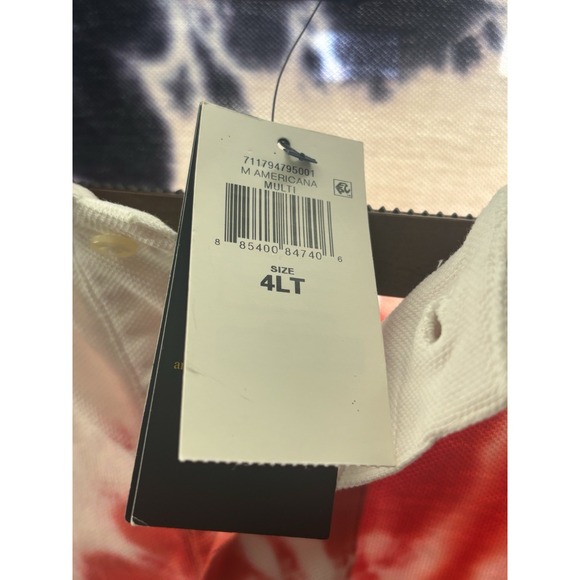 711794795001
M AMERICANA
MULTI
8 85400 84740 6
SIZE
4LT